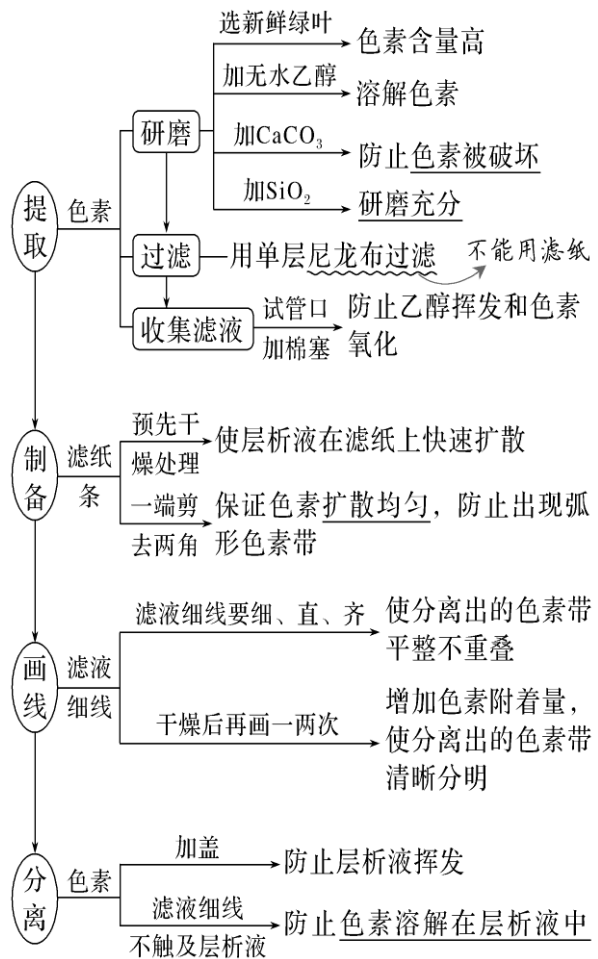 选新鲜绿叶
色素含量高
加无水乙醇
溶解色素
研磨
加CaCO₃
防止色素被破坏
加SiO₂
研磨充分
提取
色素
过滤
用单层尼龙布过滤
不能用滤纸
收集滤液
试管口
加棉塞
防止乙醇挥发和色素
氧化
制备
滤纸
条
预先干
燥处理
使层析液在滤纸上快速扩散
一端剪
去两角
保证色素扩散均匀，防止出现弧
形色素带
画线
滤液
细线
滤液细线要细、直、齐
使分离出的色素带
平整不重叠
干燥后再画一两次
增加色素附着量，
使分离出的色素带
清晰分明
分离
色素
加盖
防止层析液挥发
滤液细线
不触及层析液
防止色素溶解在层析液中